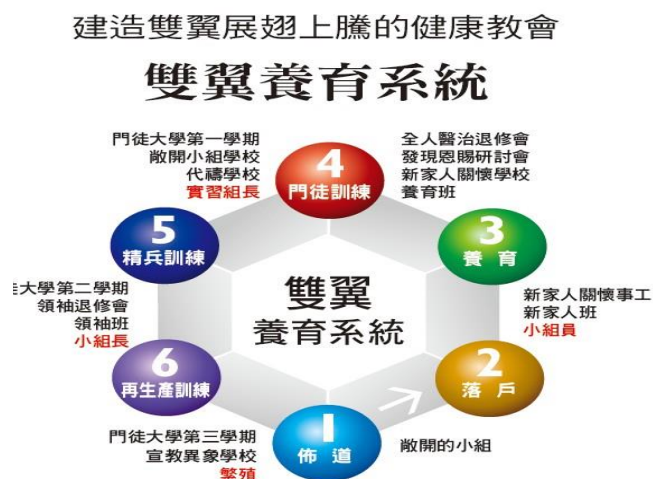 建造雙翼展翅上騰的健康教會
雙翼養育系統
門徒大學第一學期
敞開小組學校
代禱學校
實習組長
4
門徒訓練
全人醫治退修會
發現恩賜研討會
新家人關懷學校
養育班
5
精兵訓練
3
養育
徒大學第二學期
領袖退修會
領袖班
小組長
雙翼
養育系統
新家人關懷事工
新家人班
小組員
6
再生產訓練
2
落戶
門徒大學第三學期
宣教異象學校
繁殖
1
佈道
敞開的小組